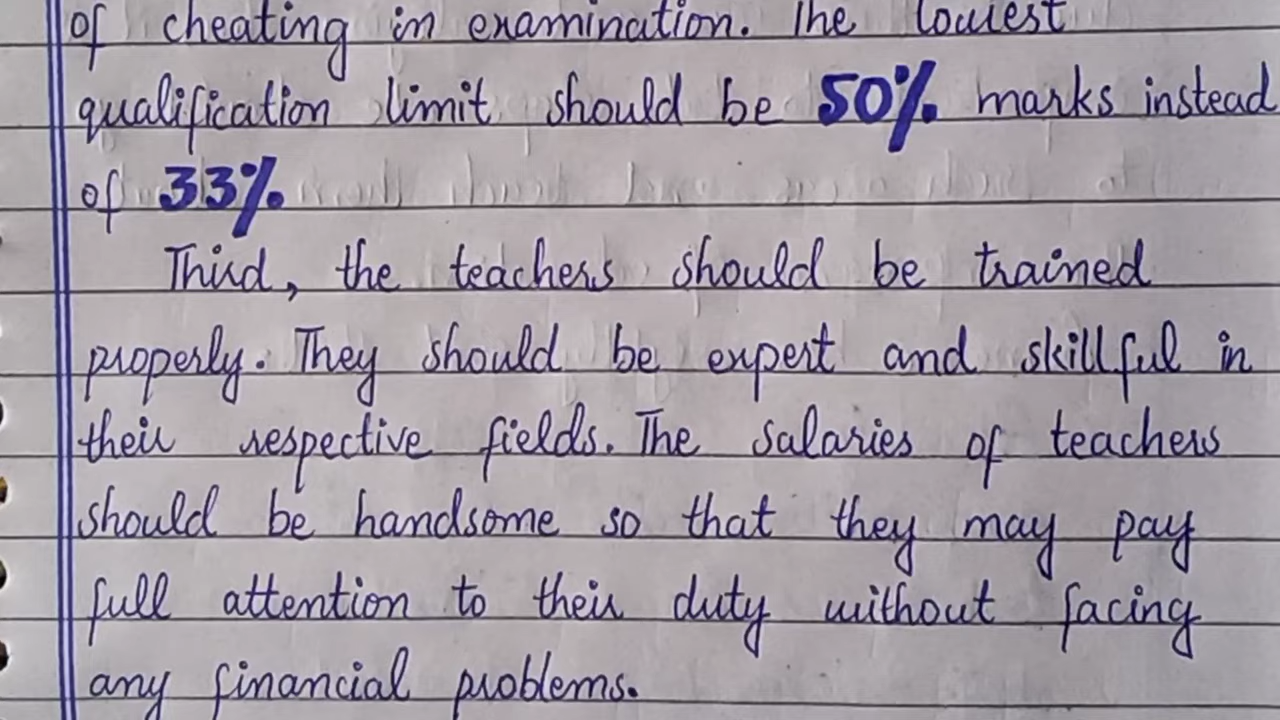 of cheating in examination. The lowest
qualification limit should be 50% marks instead
of 33%
Third, the teachers should be trained
properly. They should be expert and skillful in
their respective fields. The salaries of teachers
should be handsome so that they may pay
full attention to their duty without facing
any financial problems.